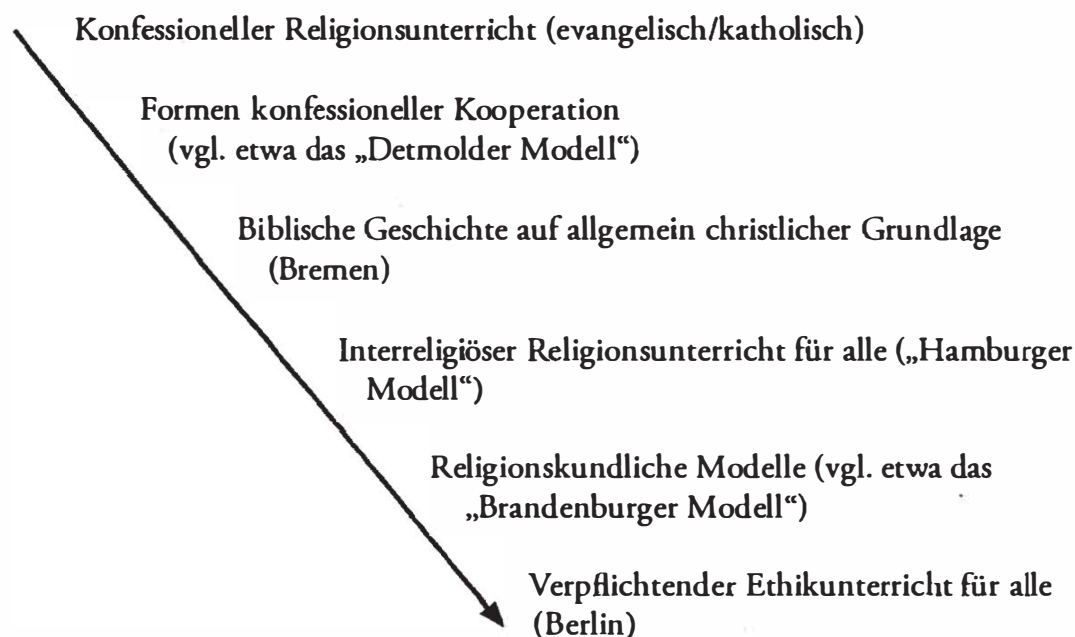 Konfessioneller Religionsunterricht (evangelisch/katholisch)
Formen konfessioneller Kooperation
(vgl. etwa das „Detmolder Modell“)
Biblische Geschichte auf allgemein christlicher Grundlage
(Bremen)
Interreligiöser Religionsunterricht für alle („Hamburger
Modell“)
Religionskundliche Modelle (vgl. etwa das
„Brandenburger Modell“)
Verpflichtender Ethikunterricht für alle
(Berlin)